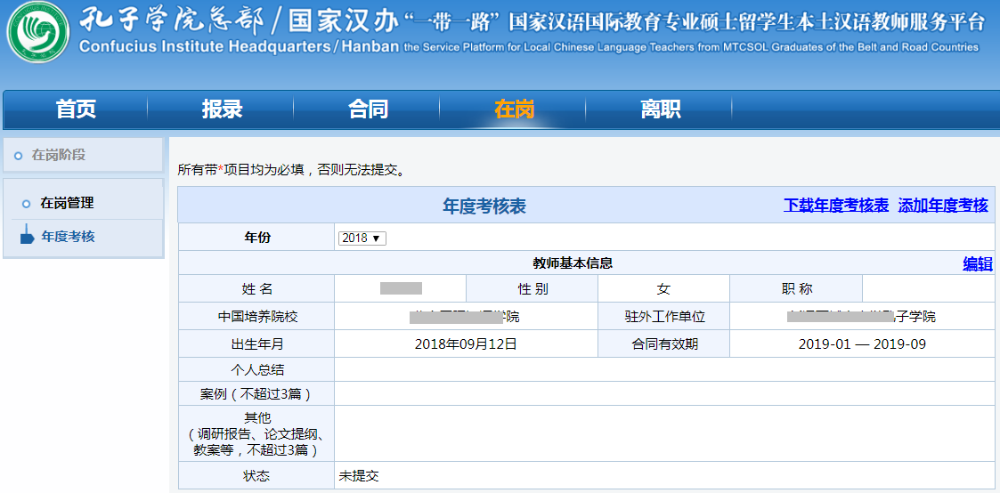 孔子学院总部/国家汉办 “一带一路”国家汉语国际教育专业硕士留学生本土汉语教师服务平台
Confucius Institute Headquarters/Hanban the Service Platform for Local Chinese Language Teachers from MTCSOL Graduates of the Belt and Road Countries
首页 报录 合同 在岗 离职
在岗阶段
在岗管理
年度考核
所有带*项目均为必填，否则无法提交。
年度考核表 下载年度考核表 添加年度考核
年份 2018 ▼
教师基本信息 编辑
姓 名 性 别 女 职 称
中国培养院校 学院 驻外工作单位 子学院
出生年月 2018年09月12日 合同有效期 2019-01 — 2019-09
个人总结
案例（不超过3篇）
其他
（调研报告、论文提纲、
教案等，不超过3篇）
状态 未提交